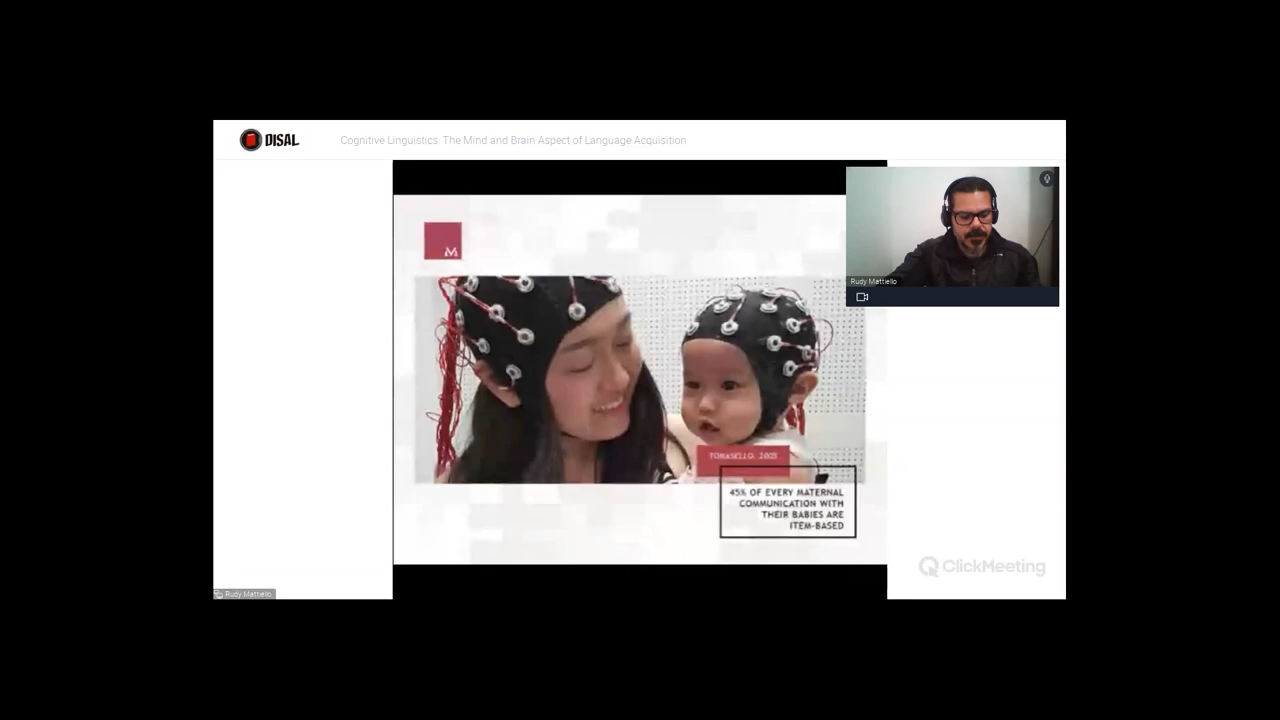 DISAL
Cognitive Linguistics: The Mind and Brain Aspect of Language Acquisition
M
Rudy Mattiello
TOMASELLO, 2003
45% OF EVERY MATERNAL
COMMUNICATION WITH
THEIR BABIES ARE
ITEM-BASED
ClickMeeting
Rudy Mattiello